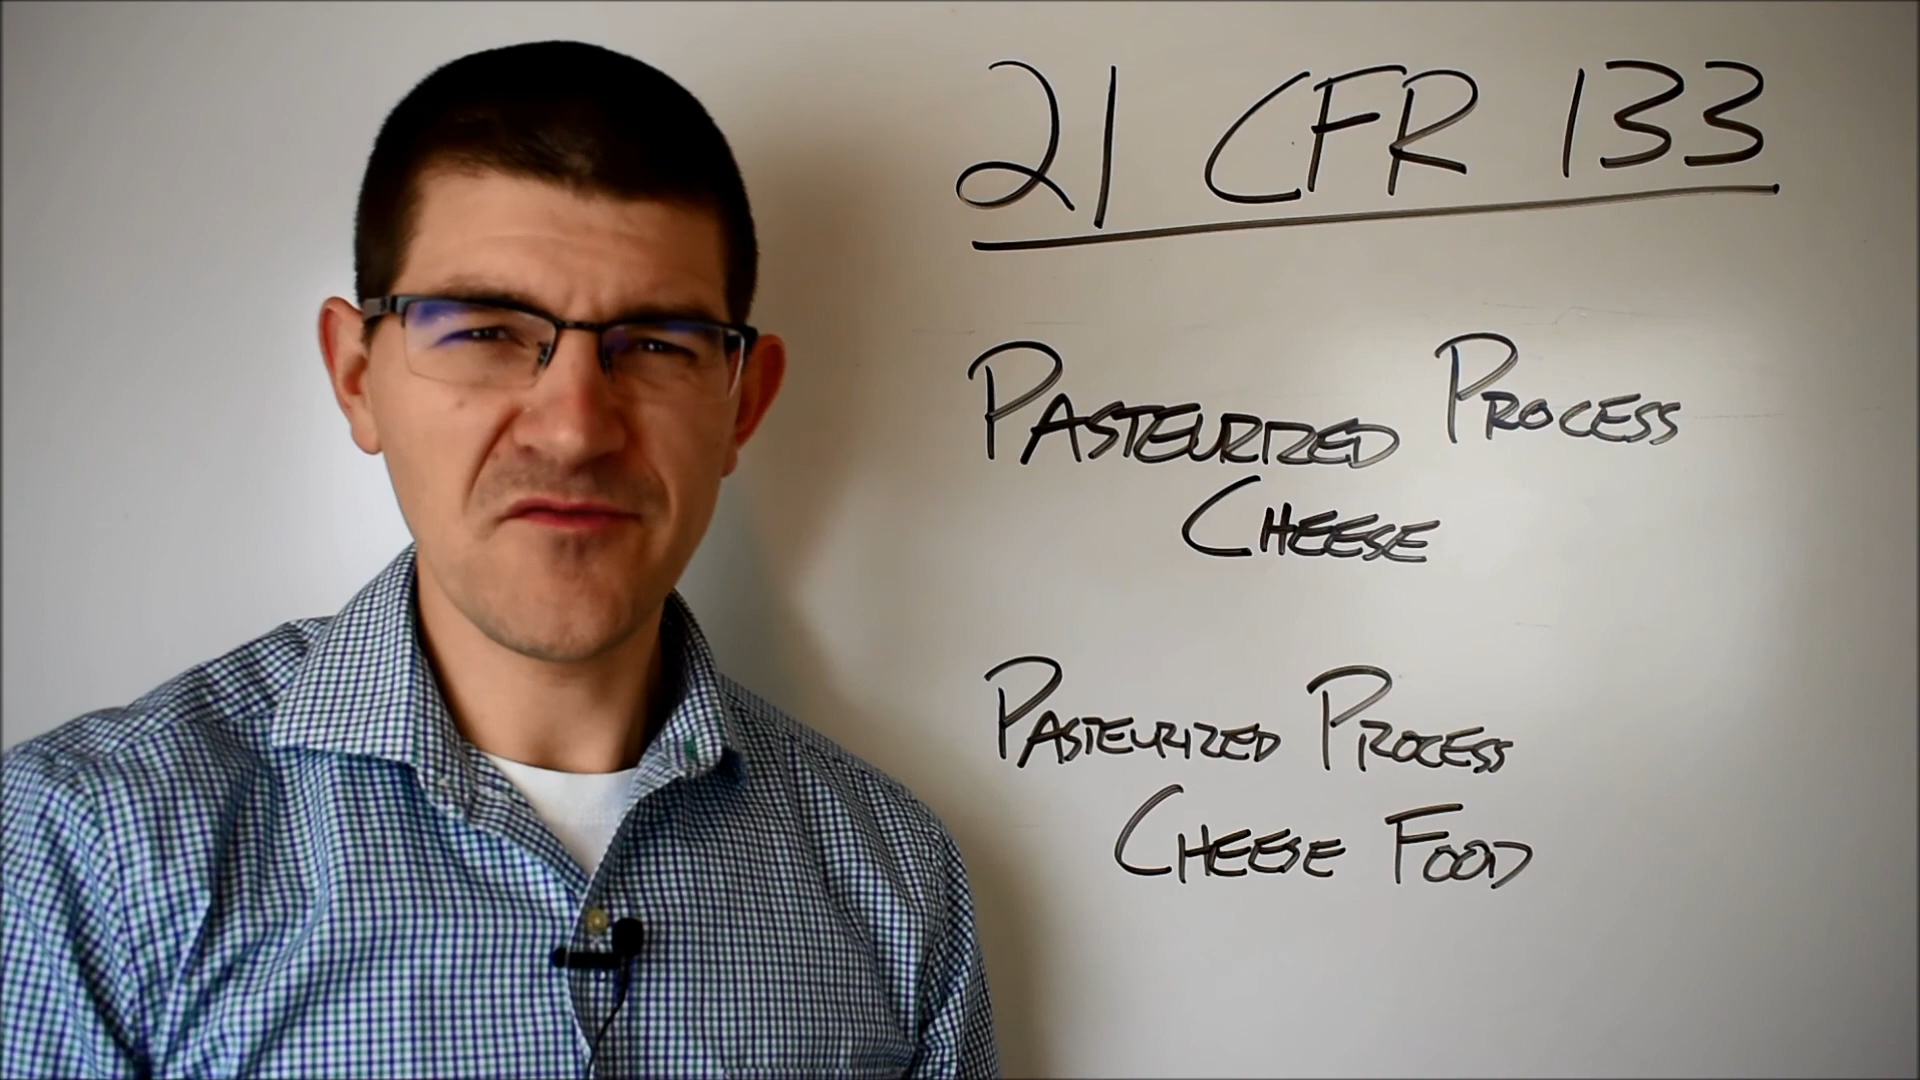 21 CFR 133
PASTEURIZED PROCESS
CHEESE
PASTEURIZED PROCESS
CHEESE FOOD